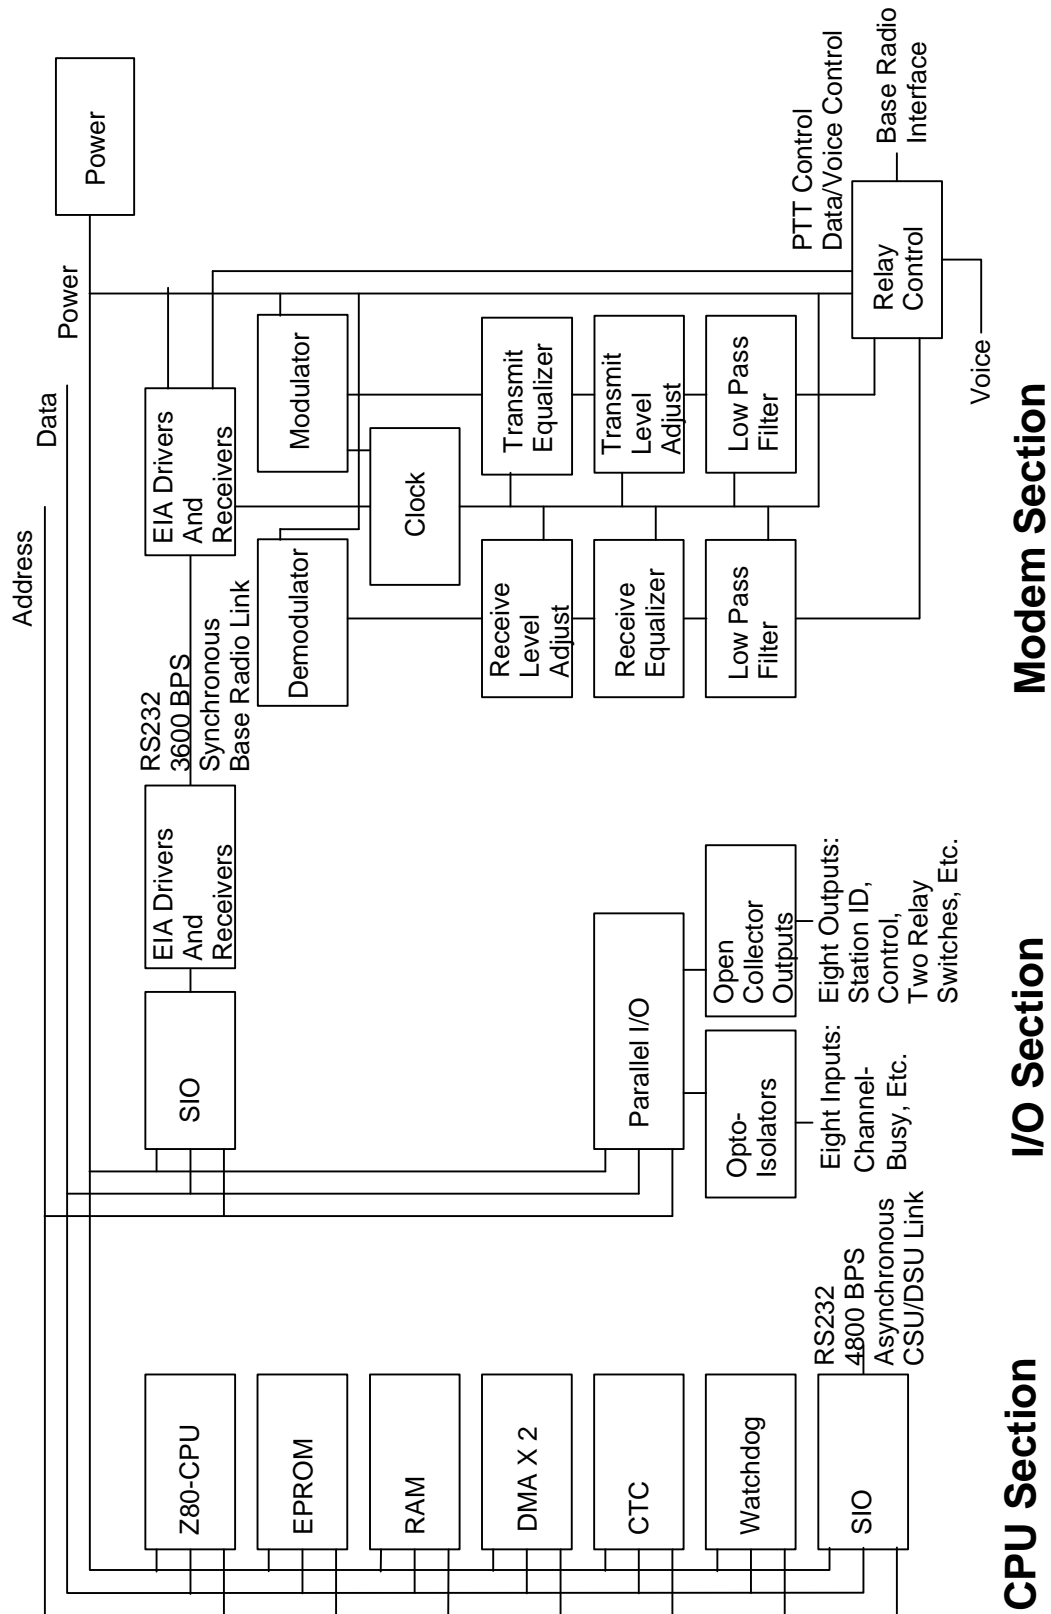 Address
Data
Power
Power
Z80-CPU
EPROM
RAM
DMA X 2
CTC
Watchdog
SIO
RS232
4800 BPS
Asynchronous
CSU/DSU Link
CPU Section
SIO
EIA Drivers
And
Receivers
Parallel I/O
Opto-
Isolators
Open
Collector
Outputs
Eight Inputs:
Channel-
Busy, Etc.
Eight Outputs:
Station ID,
Control,
Two Relay
Switches, Etc.
I/O Section
RS232
3600 BPS
Synchronous
Base Radio Link
EIA Drivers
And
Receivers
Demodulator
Modulator
Clock
Receive
Level
Adjust
Transmit
Equalizer
Receive
Equalizer
Transmit
Level
Adjust
Low Pass
Filter
Low Pass
Filter
PTT Control
Data/Voice Control
Relay
Control
Base Radio
Interface
Voice
Modem Section